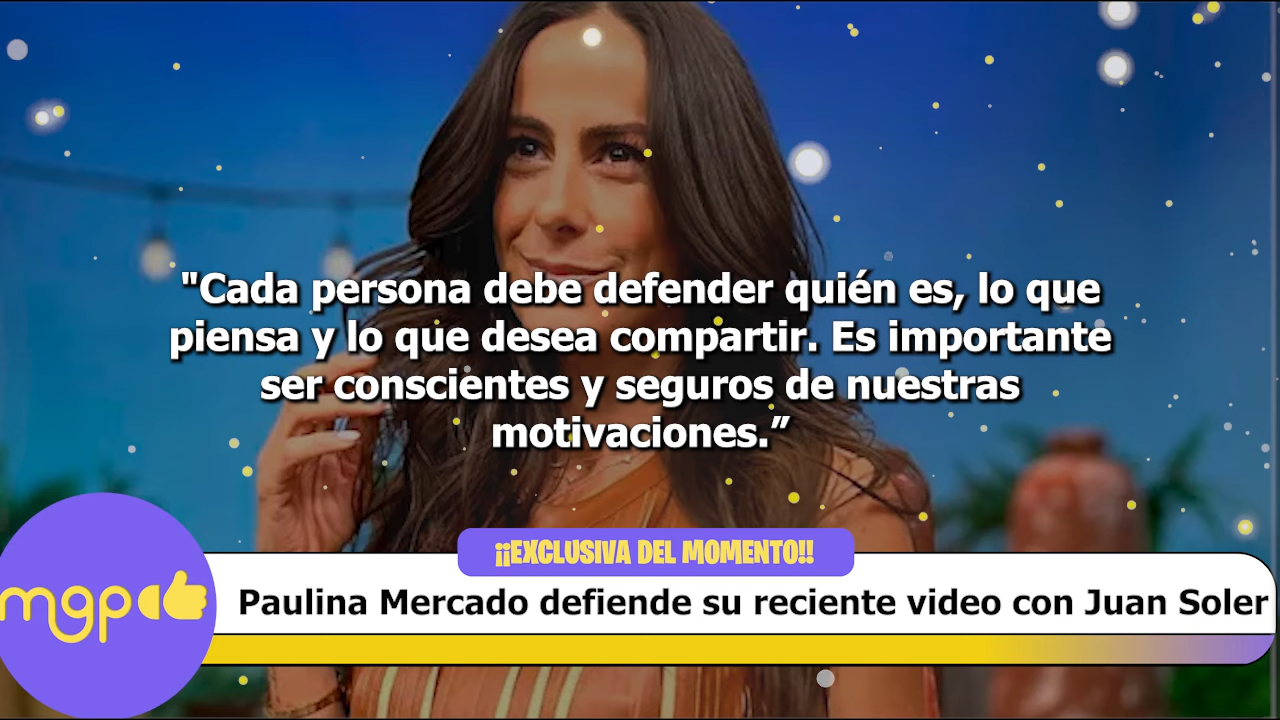 "Cada persona debe defender quién es, lo que
piensa y lo que desea compartir. Es importante
ser conscientes y seguros de nuestras
motivaciones.”
¡¡EXCLUSIVA DEL MOMENTO!!
mgp
Paulina Mercado defiende su reciente video con Juan Soler